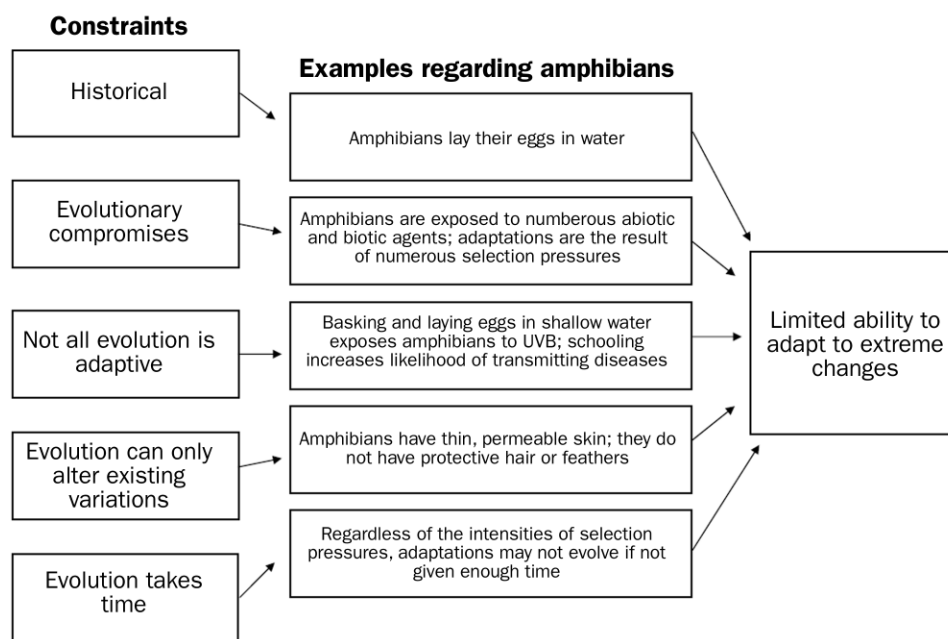 Constraints
Historical
Evolutionary
compromises
Not all evolution is
adaptive
Evolution can only
alter existing
variations
Evolution takes
time
Examples regarding amphibians
Amphibians lay their eggs in water
Amphibians are exposed to numberous abiotic
and biotic agents; adaptations are the result
of numerous selection pressures
Basking and laying eggs in shallow water
exposes amphibians to UVB; schooling
increases likelihood of transmitting diseases
Amphibians have thin, permeable skin; they do
not have protective hair or feathers
Regardless of the intensities of selection
pressures, adaptations may not evolve if not
given enough time
Limited ability to
adapt to extreme
changes